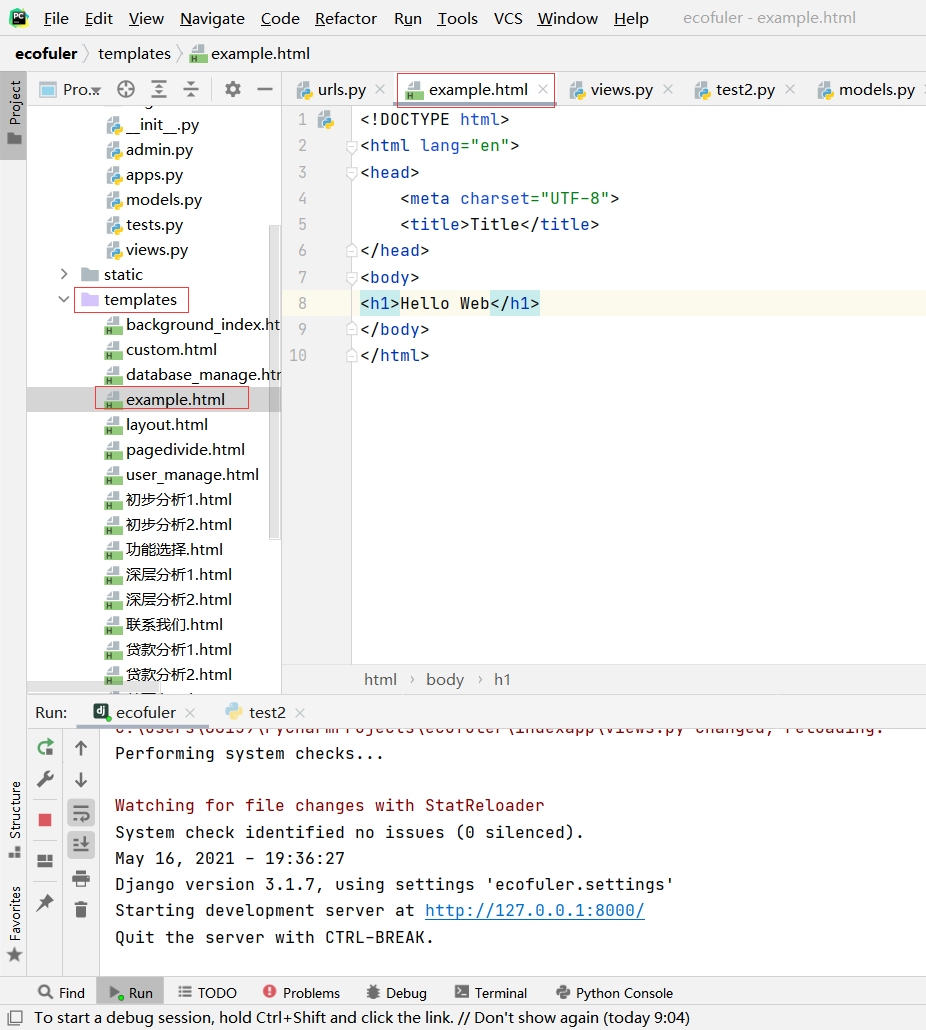 File Edit View Navigate Code Refactor Run Tools VCS Window Help ecofuler - example.html
ecofuler templates example.html
Pro... urls.py example.html views.py test2.py models.py
Project
__init__.py
admin.py
apps.py
models.py
tests.py
views.py
static
templates
background_index.ht
custom.html
database_manage.htr
example.html
layout.html
pagedivide.html
user_manage.html
初步分析1.html
初步分析2.html
功能选择.html
深层分析1.html
深层分析2.html
联系我们.html
贷款分析1.html
贷款分析2.html
1 <!DOCTYPE html>
2 <html lang="en">
3 <head>
4 <meta charset="UTF-8">
5 <title>Title</title>
6 </head>
7 <body>
8 <h1>Hello Web</h1>
9 </body>
10 </html>
html › body › h1
Run: ecofuler test2
\PycharmProjects\ecofuler\indexapp\views.py changed, reloading.
Performing system checks...
Watching for file changes with StatReloader
System check identified no issues (0 silenced).
May 16, 2021 - 19:36:27
Django version 3.1.7, using settings 'ecofuler.settings'
Starting development server at http://127.0.0.1:8000/
Quit the server with CTRL-BREAK.
Structure
Favorites
Find Run TODO Problems Debug Terminal Python Console
To start a debug session, hold Ctrl+Shift and click the link. // Don't show again (today 9:04)